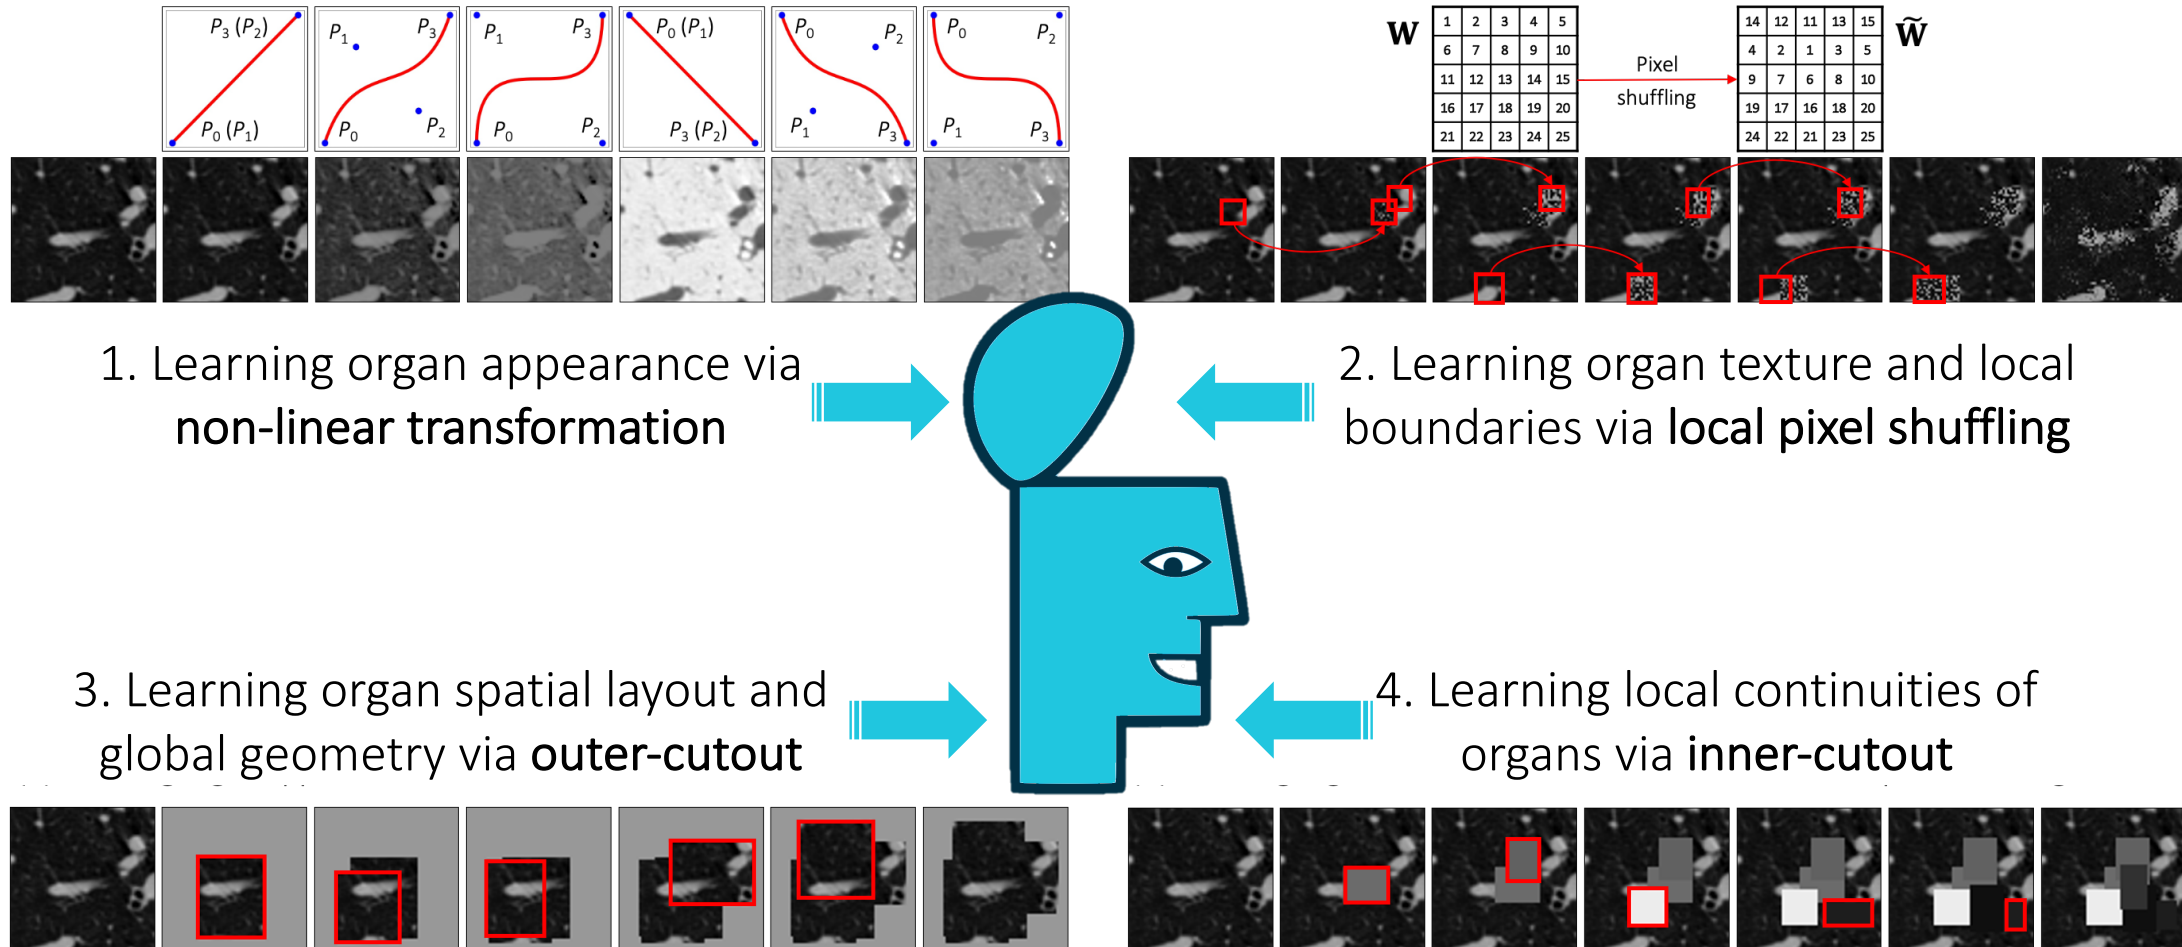 P3 (P2)
P0 (P1)
P1
P3
P0
P2
P1
P3
P0
P2
P0 (P1)
P3 (P2)
P0
P2
P1
P3
P0
P2
P1
P3
W
1 2 3 4 5
6 7 8 9 10
11 12 13 14 15
16 17 18 19 20
21 22 23 24 25
Pixel
shuffling
14 12 11 13 15
4 2 1 3 5
9 7 6 8 10
19 17 16 18 20
24 22 21 23 25
W̃
1. Learning organ appearance via
non-linear transformation
2. Learning organ texture and local
boundaries via local pixel shuffling
3. Learning organ spatial layout and
global geometry via outer-cutout
4. Learning local continuities of
organs via inner-cutout